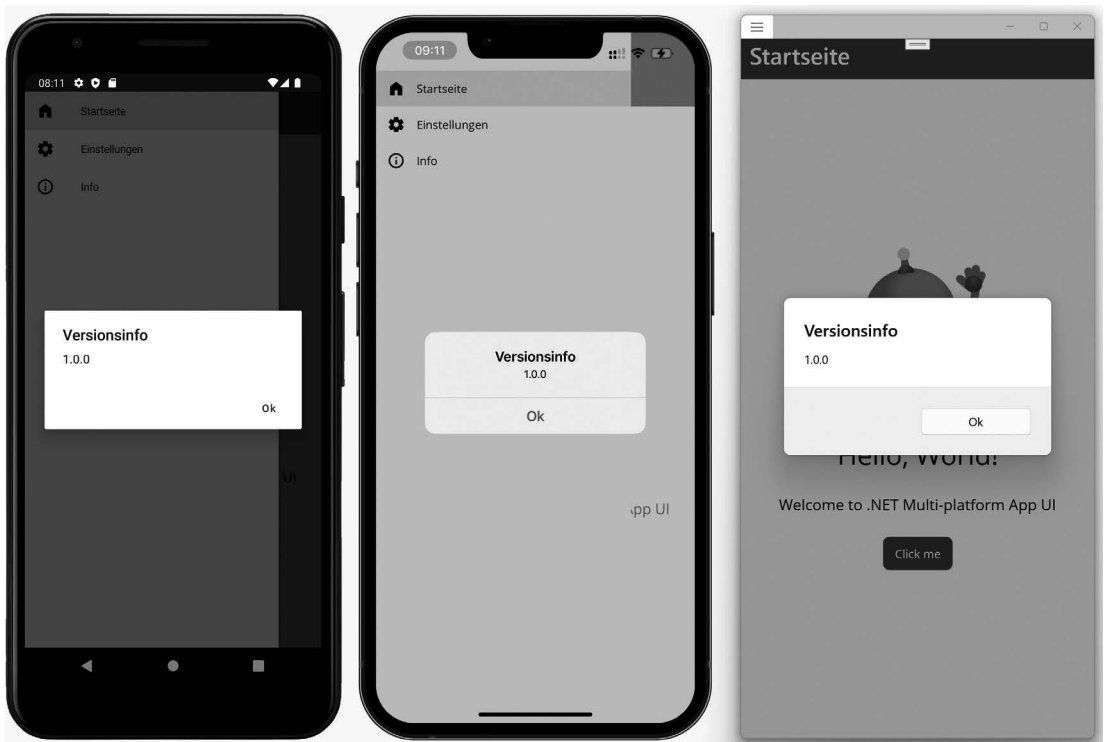 08:11
Startseite
Einstellungen
Info
Versionsinfo
1.0.0
Ok
UI
09:11
Startseite
Einstellungen
Info
Versionsinfo
1.0.0
Ok
App UI
Startseite
Versionsinfo
1.0.0
Ok
Hello, World!
Welcome to .NET Multi-platform App UI
Click me